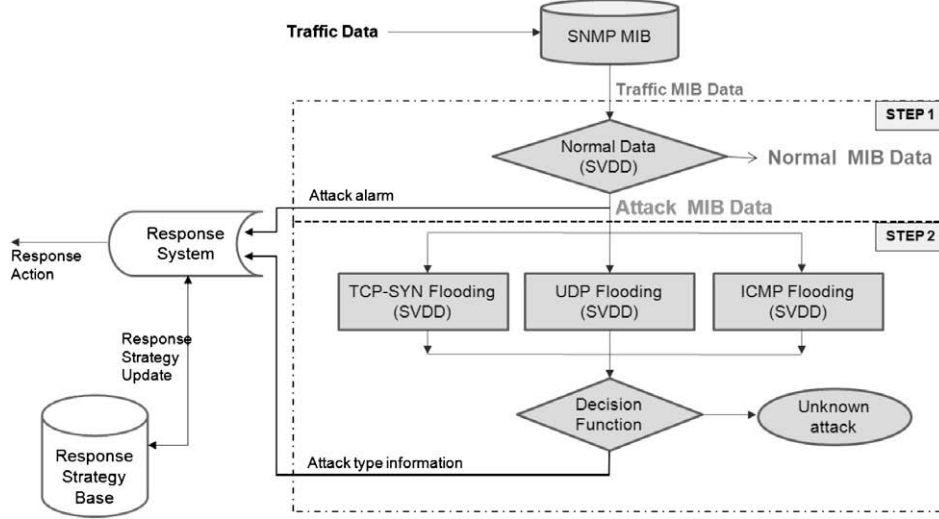 Traffic Data
SNMP MIB
Traffic MIB Data
STEP 1
Normal Data
(SVDD)
Normal MIB Data
Attack alarm
Attack MIB Data
STEP 2
Response
System
Response
Action
TCP-SYN Flooding
(SVDD)
UDP Flooding
(SVDD)
ICMP Flooding
(SVDD)
Response
Strategy
Update
Decision
Function
Unknown
attack
Response
Strategy
Base
Attack type information